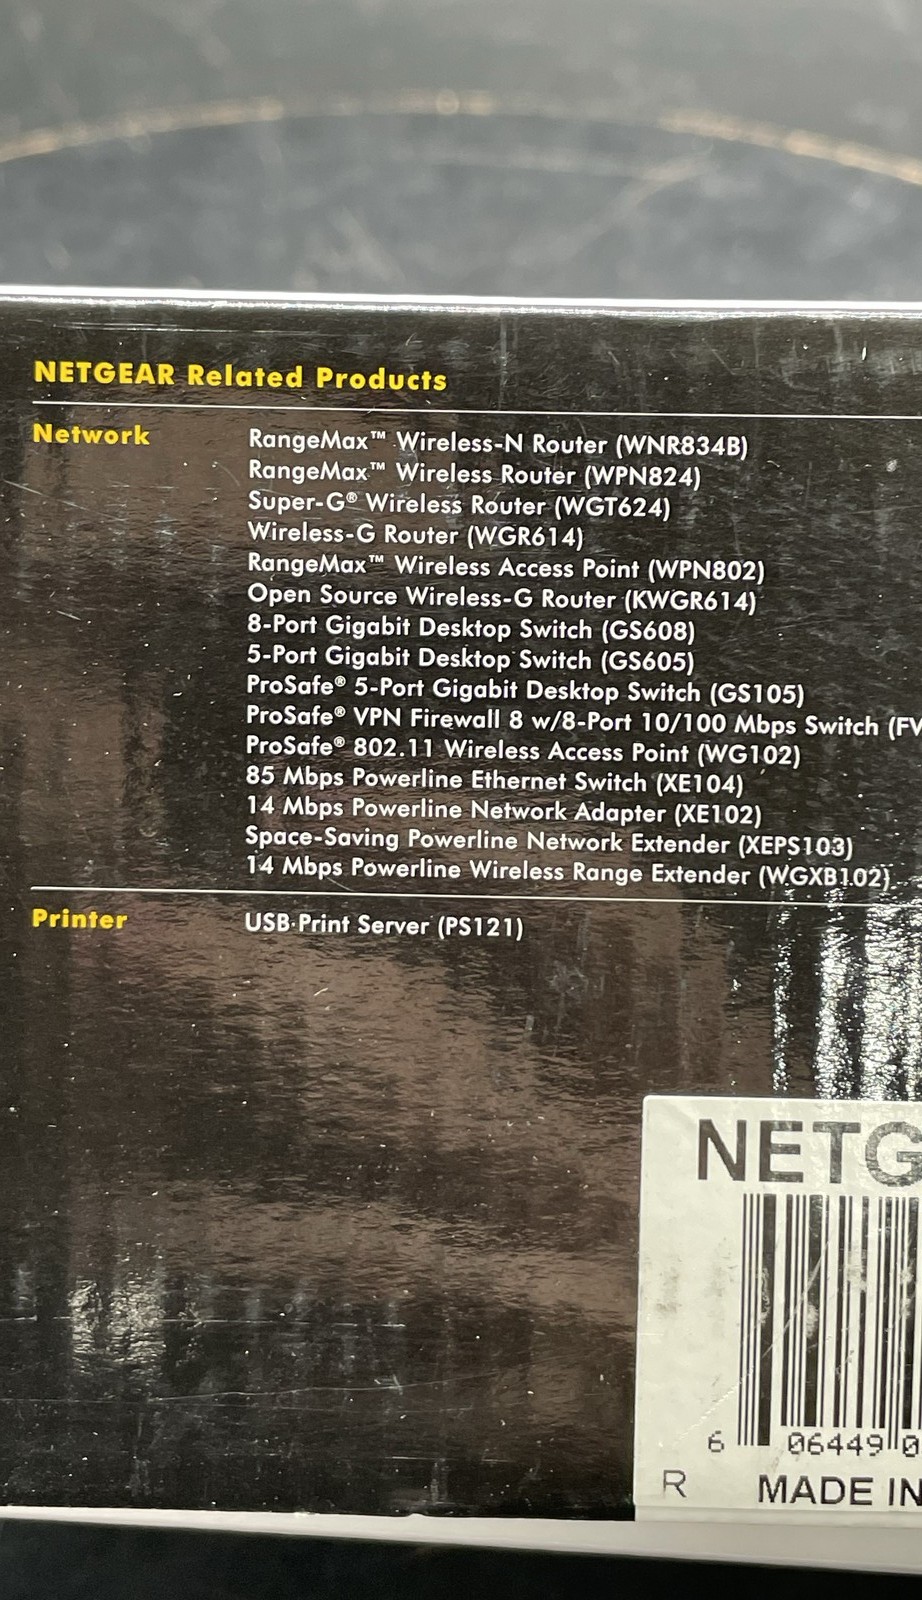 NETGEAR Related Products
Network
RangeMax™ Wireless-N Router (WNR834B)
RangeMax™ Wireless Router (WPN824)
Super-G® Wireless Router (WGT624)
Wireless-G Router (WGR614)
RangeMax™ Wireless Access Point (WPN802)
Open Source Wireless-G Router (KWGR614)
8-Port Gigabit Desktop Switch (GS608)
5-Port Gigabit Desktop Switch (GS605)
ProSafe® 5-Port Gigabit Desktop Switch (GS105)
ProSafe® VPN Firewall 8 w/8-Port 10/100 Mbps Switch (FV
ProSafe® 802.11 Wireless Access Point (WG102)
85 Mbps Powerline Ethernet Switch (XE104)
14 Mbps Powerline Network Adapter (XE102)
Space-Saving Powerline Network Extender (XEPS103)
14 Mbps Powerline Wireless Range Extender (WGXB102)
Printer
USB Print Server (PS121)
NETG
6 06449 0
R MADE IN